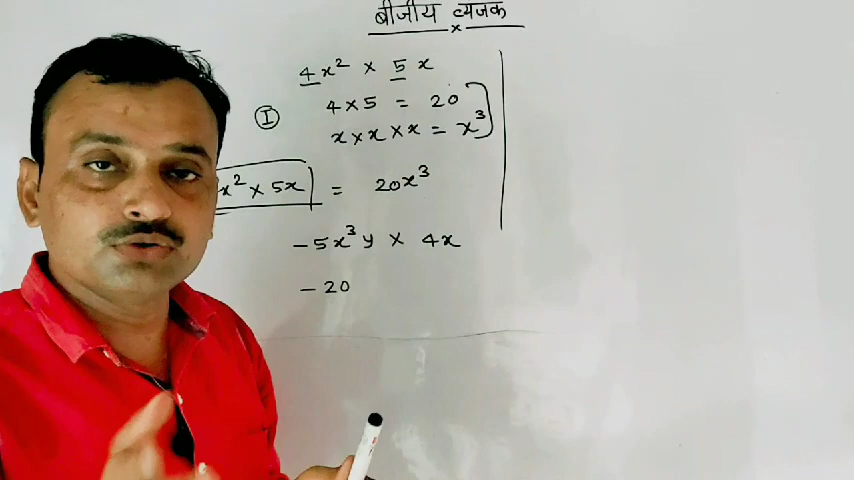 बीजीय व्यंजक
4x² × 5x
4×5 = 20
I
x×x×x = x³
x² × 5x = 20x³
-5x³y × 4x
-20